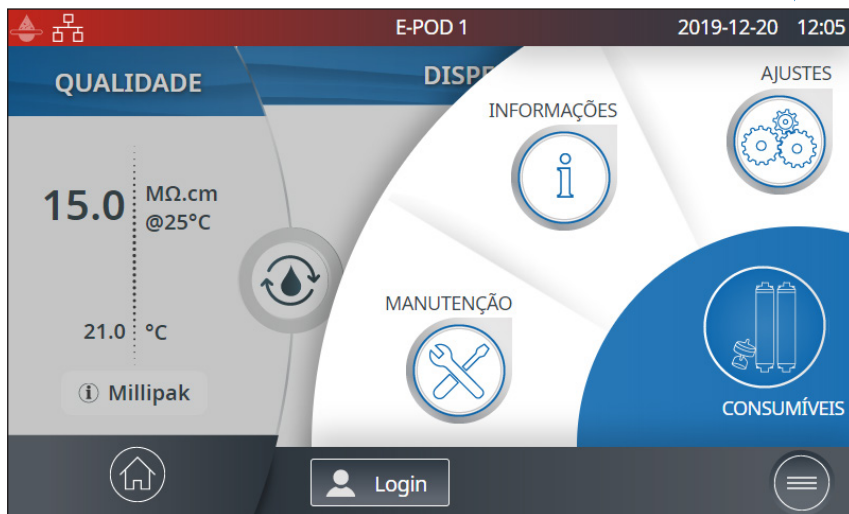 E-POD 1
2019-12-20 12:05
QUALIDADE
15.0 MΩ.cm
@25°C
21.0 °C
i Millipak
DISPE
INFORMAÇÕES
i
AJUSTES
MANUTENÇÃO
CONSUMÍVEIS
Login